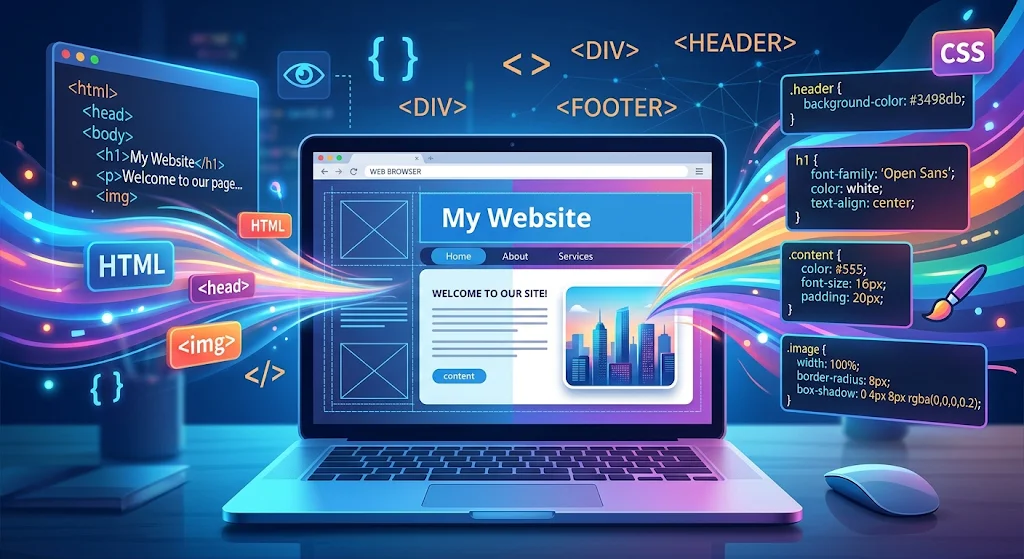 <html>
<head>
<body>
<h1>My Website</h1>
<p>Welcome to our page...
<img>
HTML
HTML
<head>
<img>
</>
{ }
{ }
< >
<DIV>
<HEADER>
<DIV>
<FOOTER>
WEB BROWSER
My Website
Home About Services
WELCOME TO OUR SITE!
content
CSS
.header {
background-color: #3498db;
}
h1 {
font-family: 'Open Sans';
color: white;
text-align: center;
}
.content {
color: #555;
font-size: 16px;
padding: 20px;
}
.image {
width: 100%;
border-radius: 8px;
box-shadow: 0 4px 8px rgba(0,0,0,0.2);
}